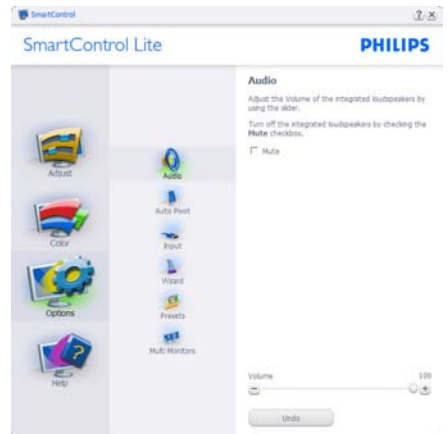 SmartControl
SmartControl Lite
PHILIPS
Adjust
Color
Options
Help
Audio
Auto Pivot
Input
Wizard
Presets
Multi Monitors
Audio
Adjust the Volume of the integrated loudspeakers by
using the slider.
Turn off the integrated loudspeakers by checking the
Mute checkbox.
Mute
Volume 100
Undo